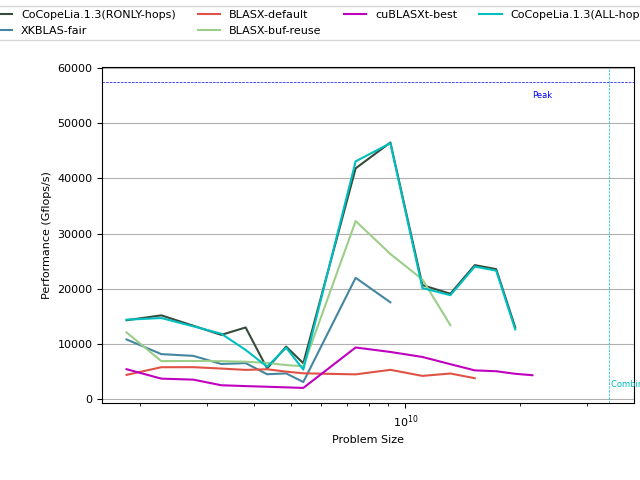 CoCopeLia.1.3(RONLY-hops)
BLASX-default
cuBLASXt-best
CoCopeLia.1.3(ALL-hop
XKBLAS-fair
BLASX-buf-reuse
60000
Peak
50000
40000
30000
20000
10000
0
Performance (Gflops/s)
Combi
10^10
Problem Size